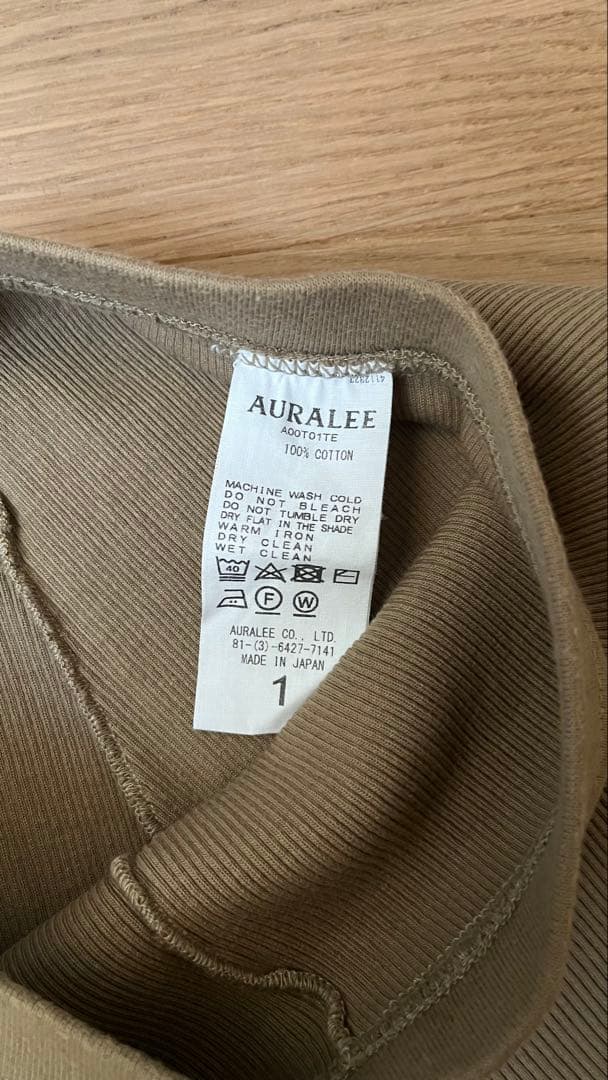 AURALEE
A00T01TE
100% COTTON
MACHINE WASH COLD
DO NOT BLEACH
DO NOT TUMBLE DRY
DRY FLAT IN THE SHADE
WARM IRON
DRY CLEAN
WET CLEAN
40
F W
AURALEE CO., LTD.
81-(3)-6427-7141
MADE IN JAPAN
1